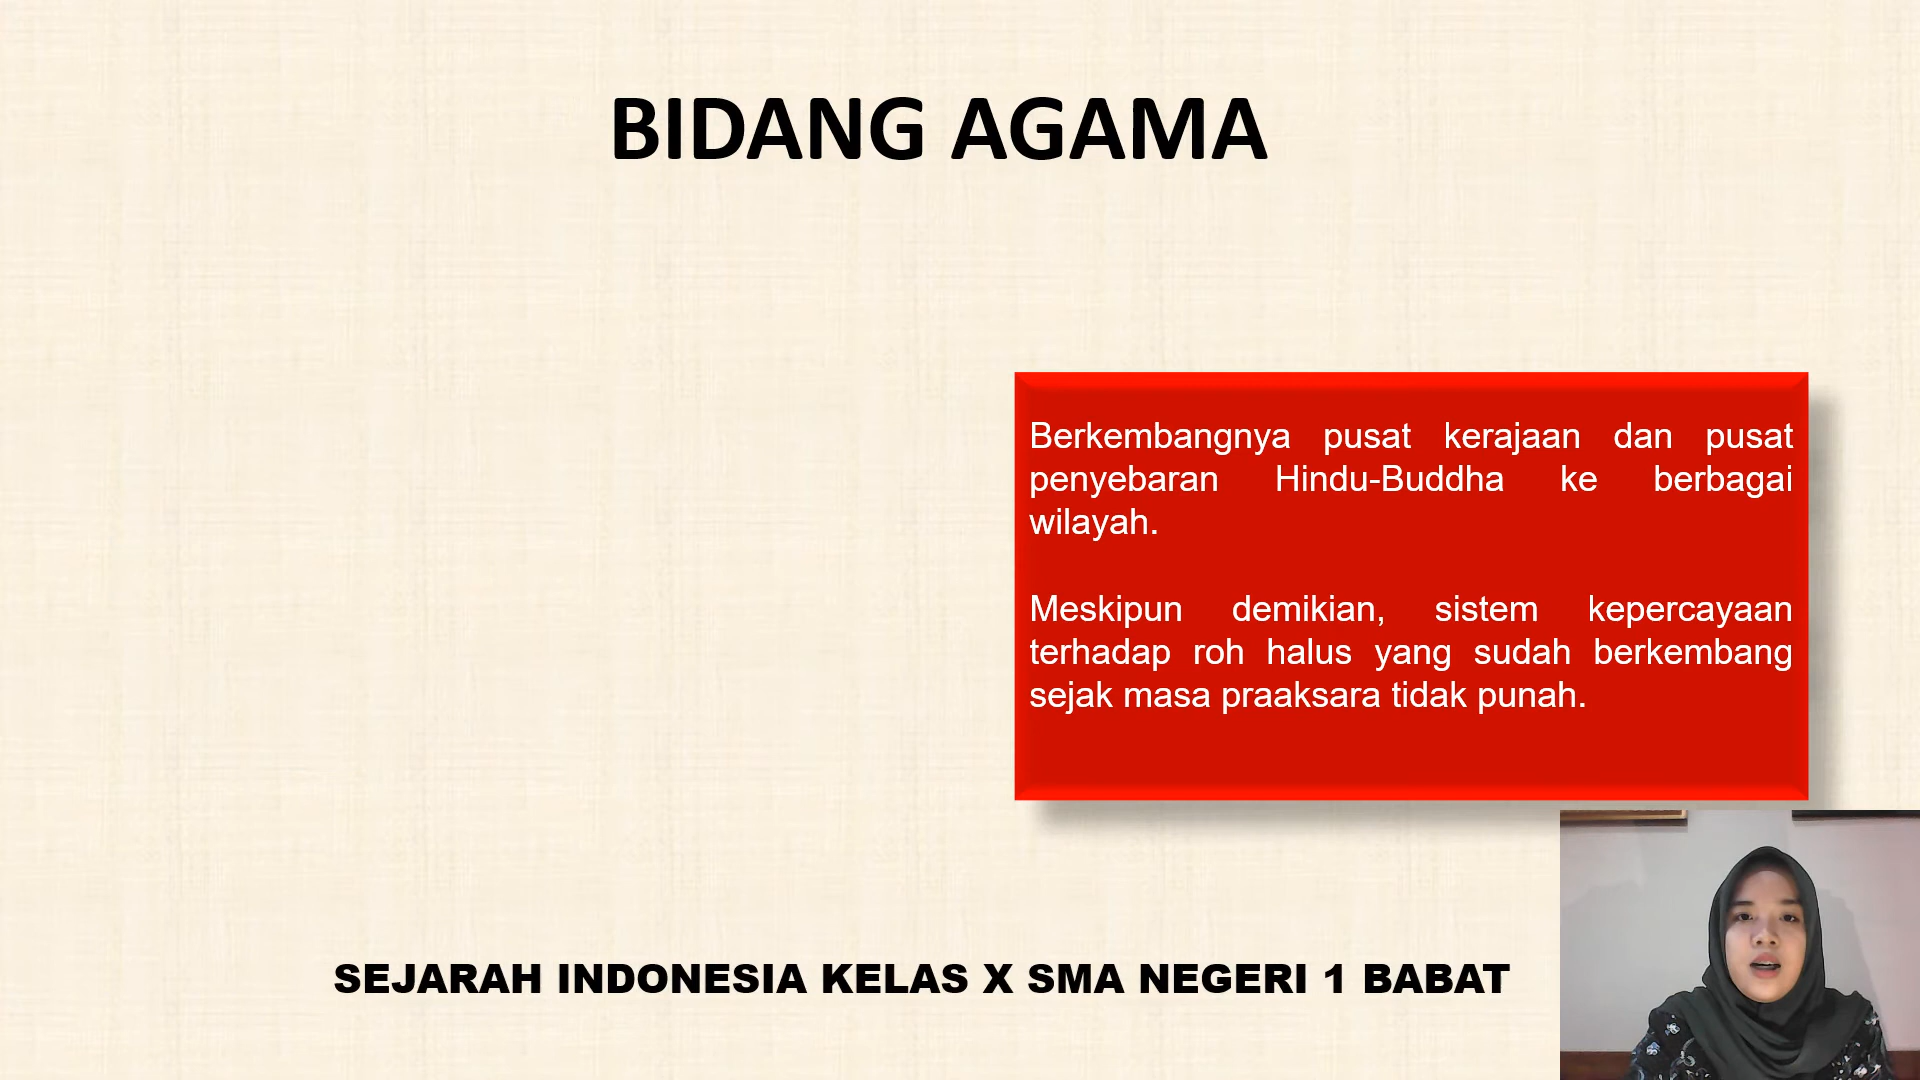 BIDANG AGAMA
Berkembangnya pusat kerajaan dan pusat
penyebaran Hindu-Buddha ke berbagai
wilayah.
Meskipun demikian, sistem kepercayaan
terhadap roh halus yang sudah berkembang
sejak masa praaksara tidak punah.
SEJARAH INDONESIA KELAS X SMA NEGERI 1 BABAT